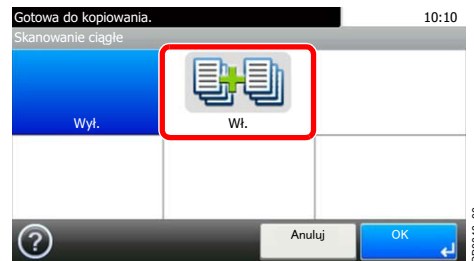 Gotowa do kopiowania. 10:10
Skanowanie ciągłe
Wył. Wł.
? Anuluj OK